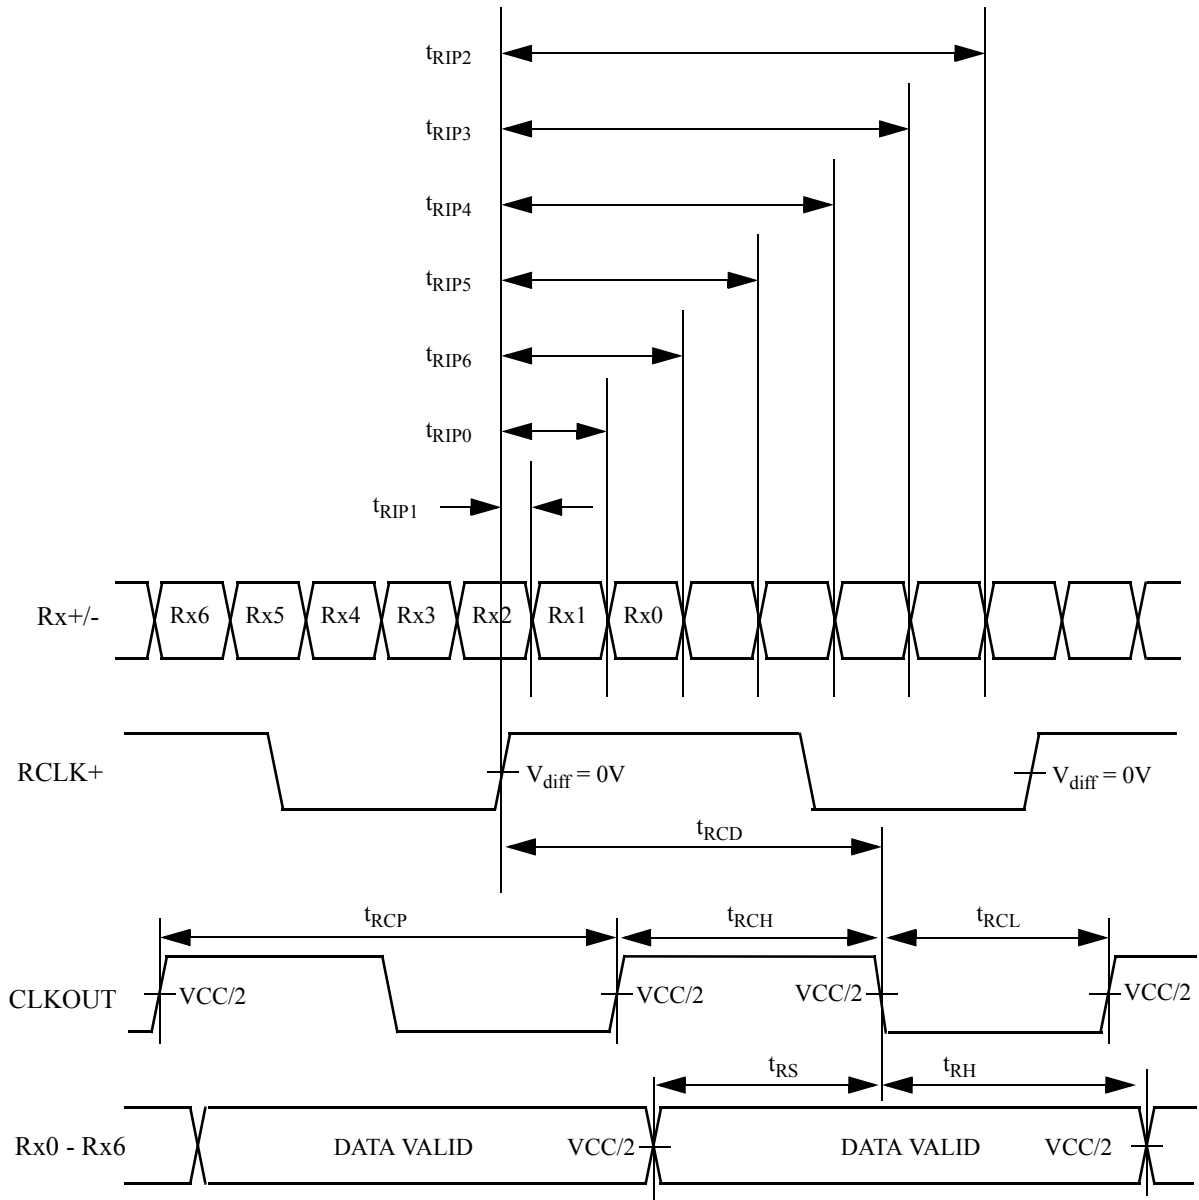 tRIP2
tRIP3
tRIP4
tRIP5
tRIP6
tRIP0
tRIP1
Rx+/- Rx6 Rx5 Rx4 Rx3 Rx2 Rx1 Rx0
RCLK+ Vdiff = 0V Vdiff = 0V
tRCD
tRCP tRCH tRCL
CLKOUT VCC/2 VCC/2 VCC/2 VCC/2
tRS tRH
Rx0 - Rx6 DATA VALID VCC/2 DATA VALID VCC/2